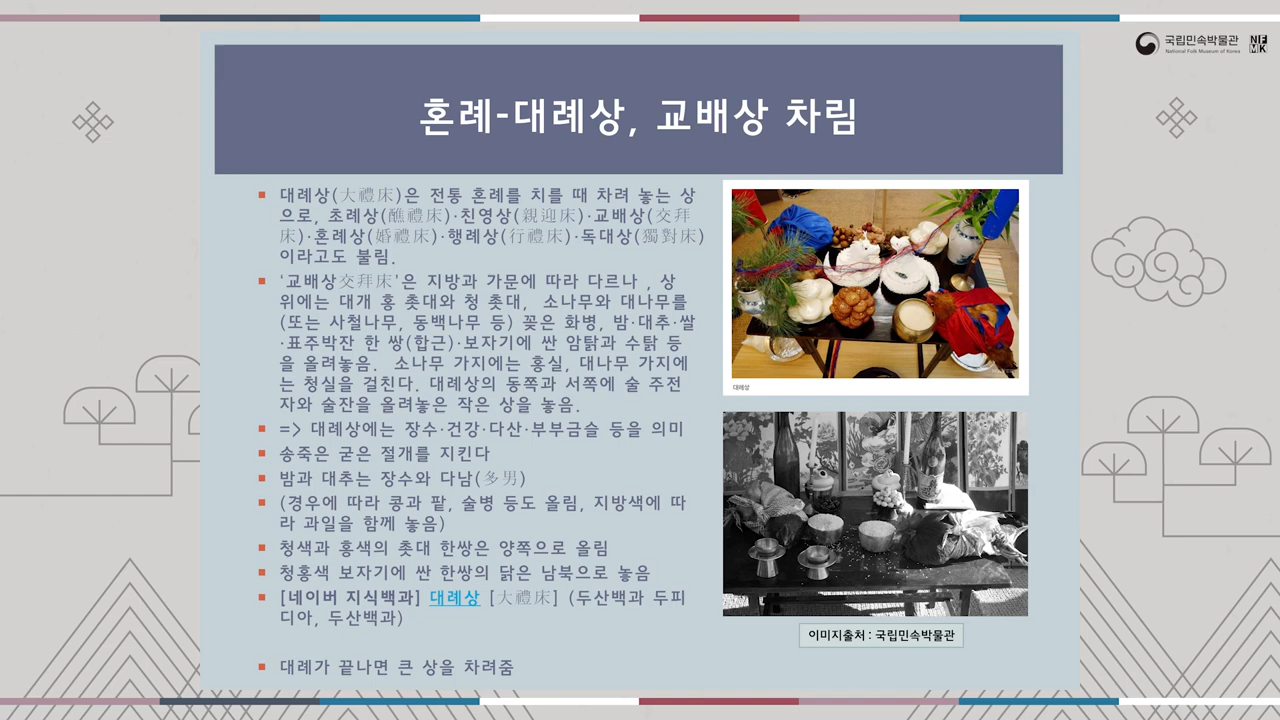 국립민속박물관
National Folk Museum of Korea
NF
MK
혼례-대례상, 교배상 차림
대례상(大禮床)은 전통 혼례를 치를 때 차려 놓는 상
으로, 초례상(醮禮床)·친영상(親迎床)·교배상(交拜
床)·혼례상(婚禮床)·행례상(行禮床)·독대상(獨對床)
이라고도 불림.
'교배상交拜床'은 지방과 가문에 따라 다르나 , 상
위에는 대개 홍 촛대와 청 촛대, 소나무와 대나무를
(또는 사철나무, 동백나무 등) 꽂은 화병, 밤·대추·쌀
·표주박잔 한 쌍(합근)·보자기에 싼 암탉과 수탉 등
을 올려놓음. 소나무 가지에는 홍실, 대나무 가지에
는 청실을 걸친다. 대례상의 동쪽과 서쪽에 술 주전
자와 술잔을 올려놓은 작은 상을 놓음.
=> 대례상에는 장수·건강·다산·부부금슬 등을 의미
송죽은 굳은 절개를 지킨다
밤과 대추는 장수와 다남(多男)
(경우에 따라 콩과 팥, 술병 등도 올림, 지방색에 따
라 과일을 함께 놓음)
청색과 홍색의 촛대 한쌍은 양쪽으로 올림
청홍색 보자기에 싼 한쌍의 닭은 남북으로 놓음
[네이버 지식백과] 대례상 [大禮床] (두산백과 두피
디아, 두산백과)
대례가 끝나면 큰 상을 차려줌
대례상
이미지출처 : 국립민속박물관